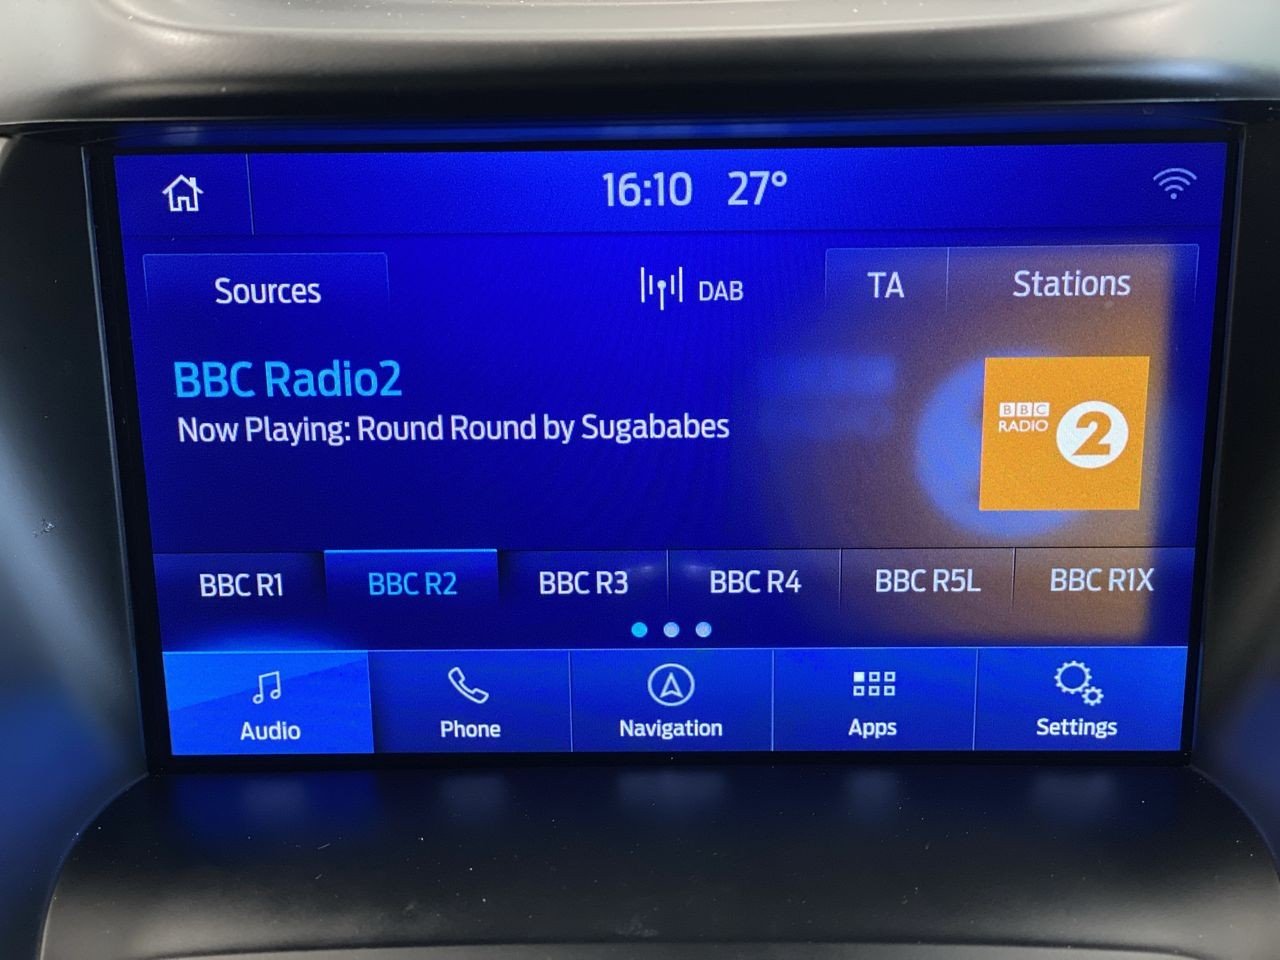 16:10 27°
Sources
DAB
TA
Stations
BBC Radio2
Now Playing: Round Round by Sugababes
BBC
RADIO
2
BBC R1
BBC R2
BBC R3
BBC R4
BBC R5L
BBC R1X
Audio
Phone
Navigation
Apps
Settings